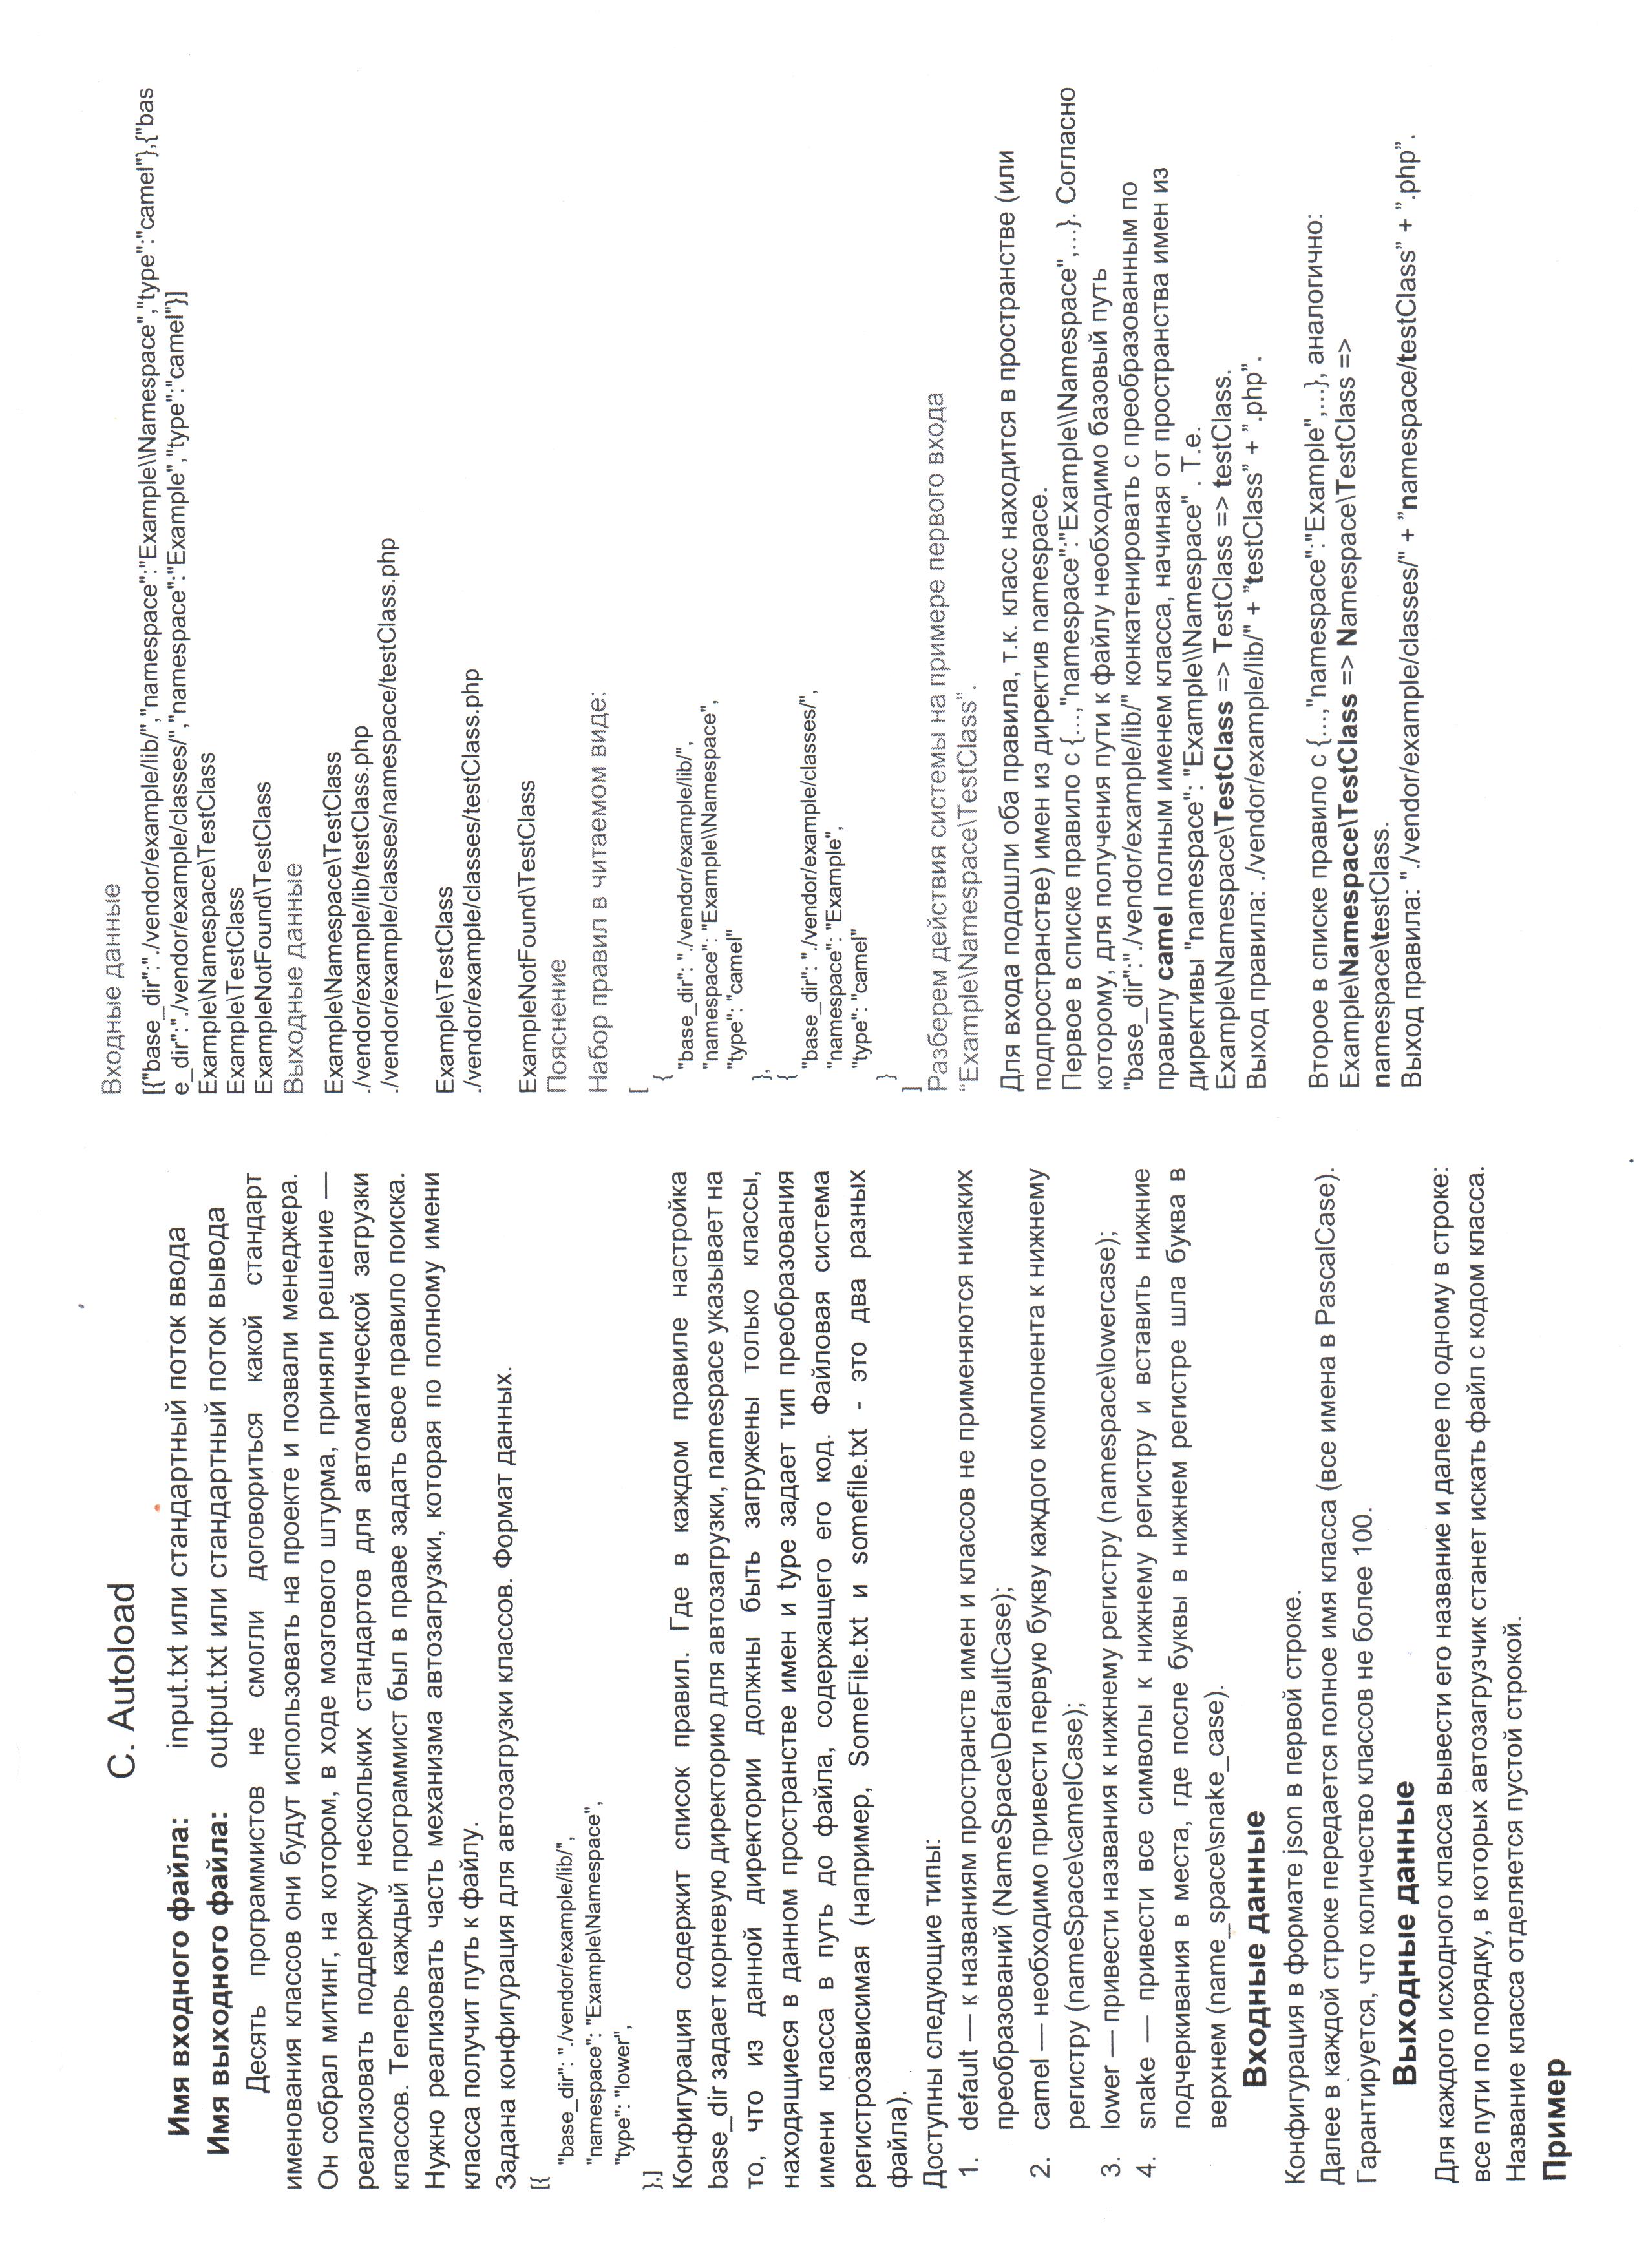 C. Autoload
Имя входного файла: input.txt или стандартный поток ввода
Имя выходного файла: output.txt или стандартный поток вывода
Десять программистов не смогли договориться какой стандарт
именования классов они будут использовать на проекте и позвали менеджера.
Он собрал митинг, на котором, в ходе мозгового штурма, приняли решение —
реализовать поддержку нескольких стандартов для автоматической загрузки
классов. Теперь каждый программист был в праве задать свое правило поиска.
Нужно реализовать часть механизма автозагрузки, которая по полному имени
класса получит путь к файлу.
Задана конфигурация для автозагрузки классов. Формат данных.
[{
"base_dir": "./vendor/example/lib/",
"namespace": "Example\Namespace",
"type": "lower",
},]
Конфигурация содержит список правил. Где в каждом правиле настройка
base_dir задает корневую директорию для автозагрузки, namespace указывает на
то, что из данной директории должны быть загружены только классы,
находящиеся в данном пространстве имен и type задает тип преобразования
имени класса в путь до файла, содержащего его код. Файловая система
регистрозависимая (например, SomeFile.txt и somefile.txt - это два разных
файла).
Доступны следующие типы:
1. default — к названиям пространств имен и классов не применяются никаких
преобразований (NameSpace\DefaultCase);
2. camel — необходимо привести первую букву каждого компонента к нижнему
регистру (nameSpace\camelCase);
3. lower — привести названия к нижнему регистру (namespace\lowercase);
4. snake — привести все символы к нижнему регистру и вставить нижние
подчеркивания в места, где после буквы в нижнем регистре шла буква в
верхнем (name_space\snake_case).
Входные данные
Конфигурация в формате json в первой строке.
Далее в каждой строке передается полное имя класса (все имена в PascalCase).
Гарантируется, что количество классов не более 100.
Выходные данные
Для каждого исходного класса вывести его название и далее по одному в строке:
все пути по порядку, в которых автозагрузчик станет искать файл с кодом класса.
Название класса отделяется пустой строкой.
Пример
Входные данные
[{"base_dir":"./vendor/example/lib/","namespace":"Example\\Namespace","type":"camel"},{"bas
e_dir":"./vendor/example/classes/","namespace":"Example","type":"camel"}]
Example\Namespace\TestClass
Example\TestClass
ExampleNotFound\TestClass
Выходные данные
Example\Namespace\TestClass
./vendor/example/lib/testClass.php
./vendor/example/classes/namespace/testClass.php
Example\TestClass
./vendor/example/classes/testClass.php
ExampleNotFound\TestClass
Пояснение
Набор правил в читаемом виде:
[
{
"base_dir": "./vendor/example/lib/",
"namespace": "Example\\Namespace",
"type": "camel"
},
{
"base_dir": "./vendor/example/classes/",
"namespace": "Example",
"type": "camel"
}
]
Разберем действия системы на примере первого входа
“Example\Namespace\TestClass”.
Для входа подошли оба правила, т.к. класс находится в пространстве (или
подпространстве) имен из директив namespace.
Первое в списке правило с {...,"namespace":"Example\\Namespace",...}. Согласно
которому, для получения пути к файлу необходимо базовый путь
"base_dir":"./vendor/example/lib/" конкатенировать с преобразованным по
правилу camel полным именем класса, начиная от пространства имен из
директивы "namespace": "Example\\Namespace" . Т.е.
Example\Namespace\TestClass => TestClass => testClass.
Выход правила: ./vendor/example/lib/" + ”testClass” + ”.php”.
Второе в списке правило с {...,"namespace":"Example",...}, аналогично:
Example\Namespace\TestClass => Namespace\TestClass =>
namespace\testClass.
Выход правила: "./vendor/example/classes/" + ”namespace/testClass” + ”.php”.